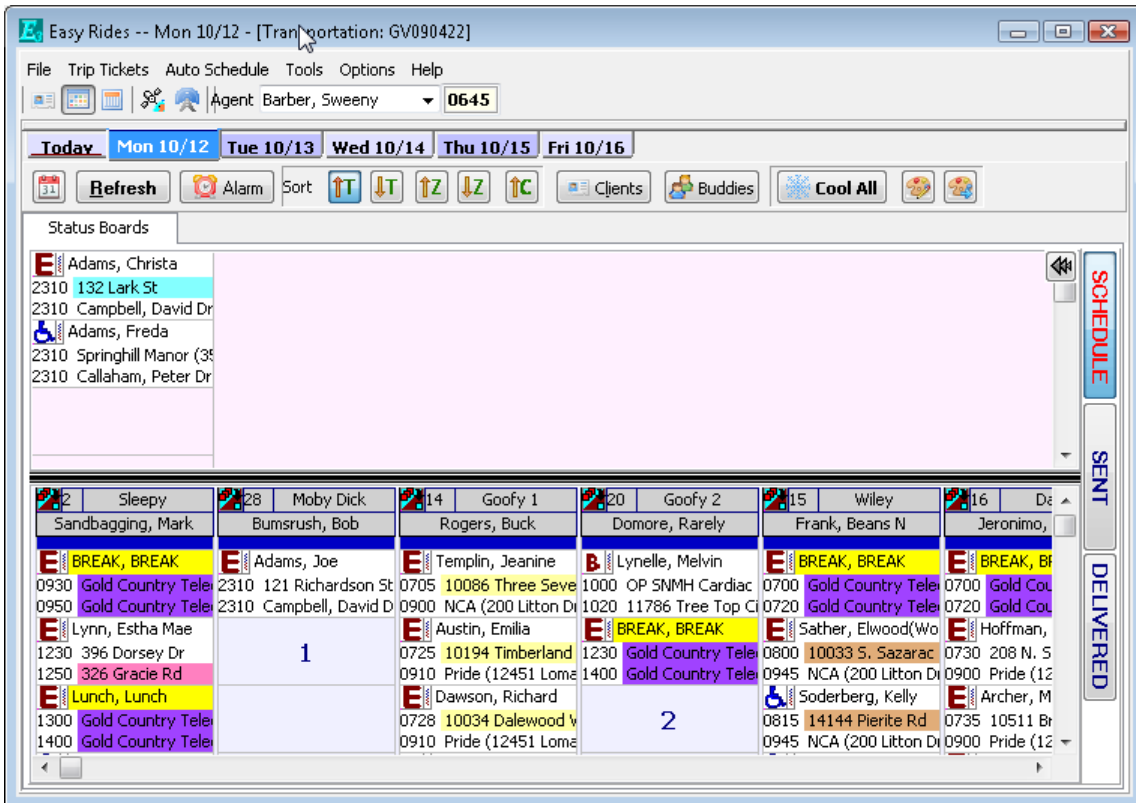 Easy Rides -- Mon 10/12 - [Transportation: GV090422]
File Trip Tickets Auto Schedule Tools Options Help
Agent Barber, Sweeny 0645
Today Mon 10/12 Tue 10/13 Wed 10/14 Thu 10/15 Fri 10/16
31 Refresh Alarm Sort T T Z Z C Clients Buddies Cool All
Status Boards
E Adams, Christa
2310 132 Lark St
2310 Campbell, David Dr
Adams, Freda
2310 Springhill Manor (35
2310 Callaham, Peter Dr
SCHEDULE
SENT
DELIVERED
2 Sleepy 28 Moby Dick 14 Goofy 1 20 Goofy 2 15 Wiley 16 Da
Sandbagging, Mark Bumsrush, Bob Rogers, Buck Domore, Rarely Frank, Beans N Jeronimo,
E BREAK, BREAK E Adams, Joe E Templin, Jeanine B. Lynelle, Melvin E BREAK, BREAK E BREAK, BR
0930 Gold Country Tele 2310 121 Richardson St 0705 10086 Three Seve 1000 OP SNMH Cardiac 0700 Gold Country Tele 0700 Gold Cou
0950 Gold Country Tele 2310 Campbell, David D 0900 NCA (200 Litton Dr 1020 11786 Tree Top Ci 0720 Gold Country Tele 0720 Gold Cou
E Lynn, Estha Mae 1 E Austin, Emilia E BREAK, BREAK E Sather, Elwood(Wo E Hoffman,
1230 396 Dorsey Dr 0725 10194 Timberland 1230 Gold Country Tele 0800 10033 S. Sazarac 0730 208 N. S
1250 326 Gracie Rd 0910 Pride (12451 Loma 1400 Gold Country Tele 0945 NCA (200 Litton Dr 0900 Pride (12
E Lunch, Lunch E Dawson, Richard 2 Soderberg, Kelly E Archer, M
1300 Gold Country Tele 0728 10034 Dalewood W 0815 14144 Pierite Rd 0735 10511 Br
1400 Gold Country Tele 0910 Pride (12451 Loma 0945 NCA (200 Litton Dr 0900 Pride (12